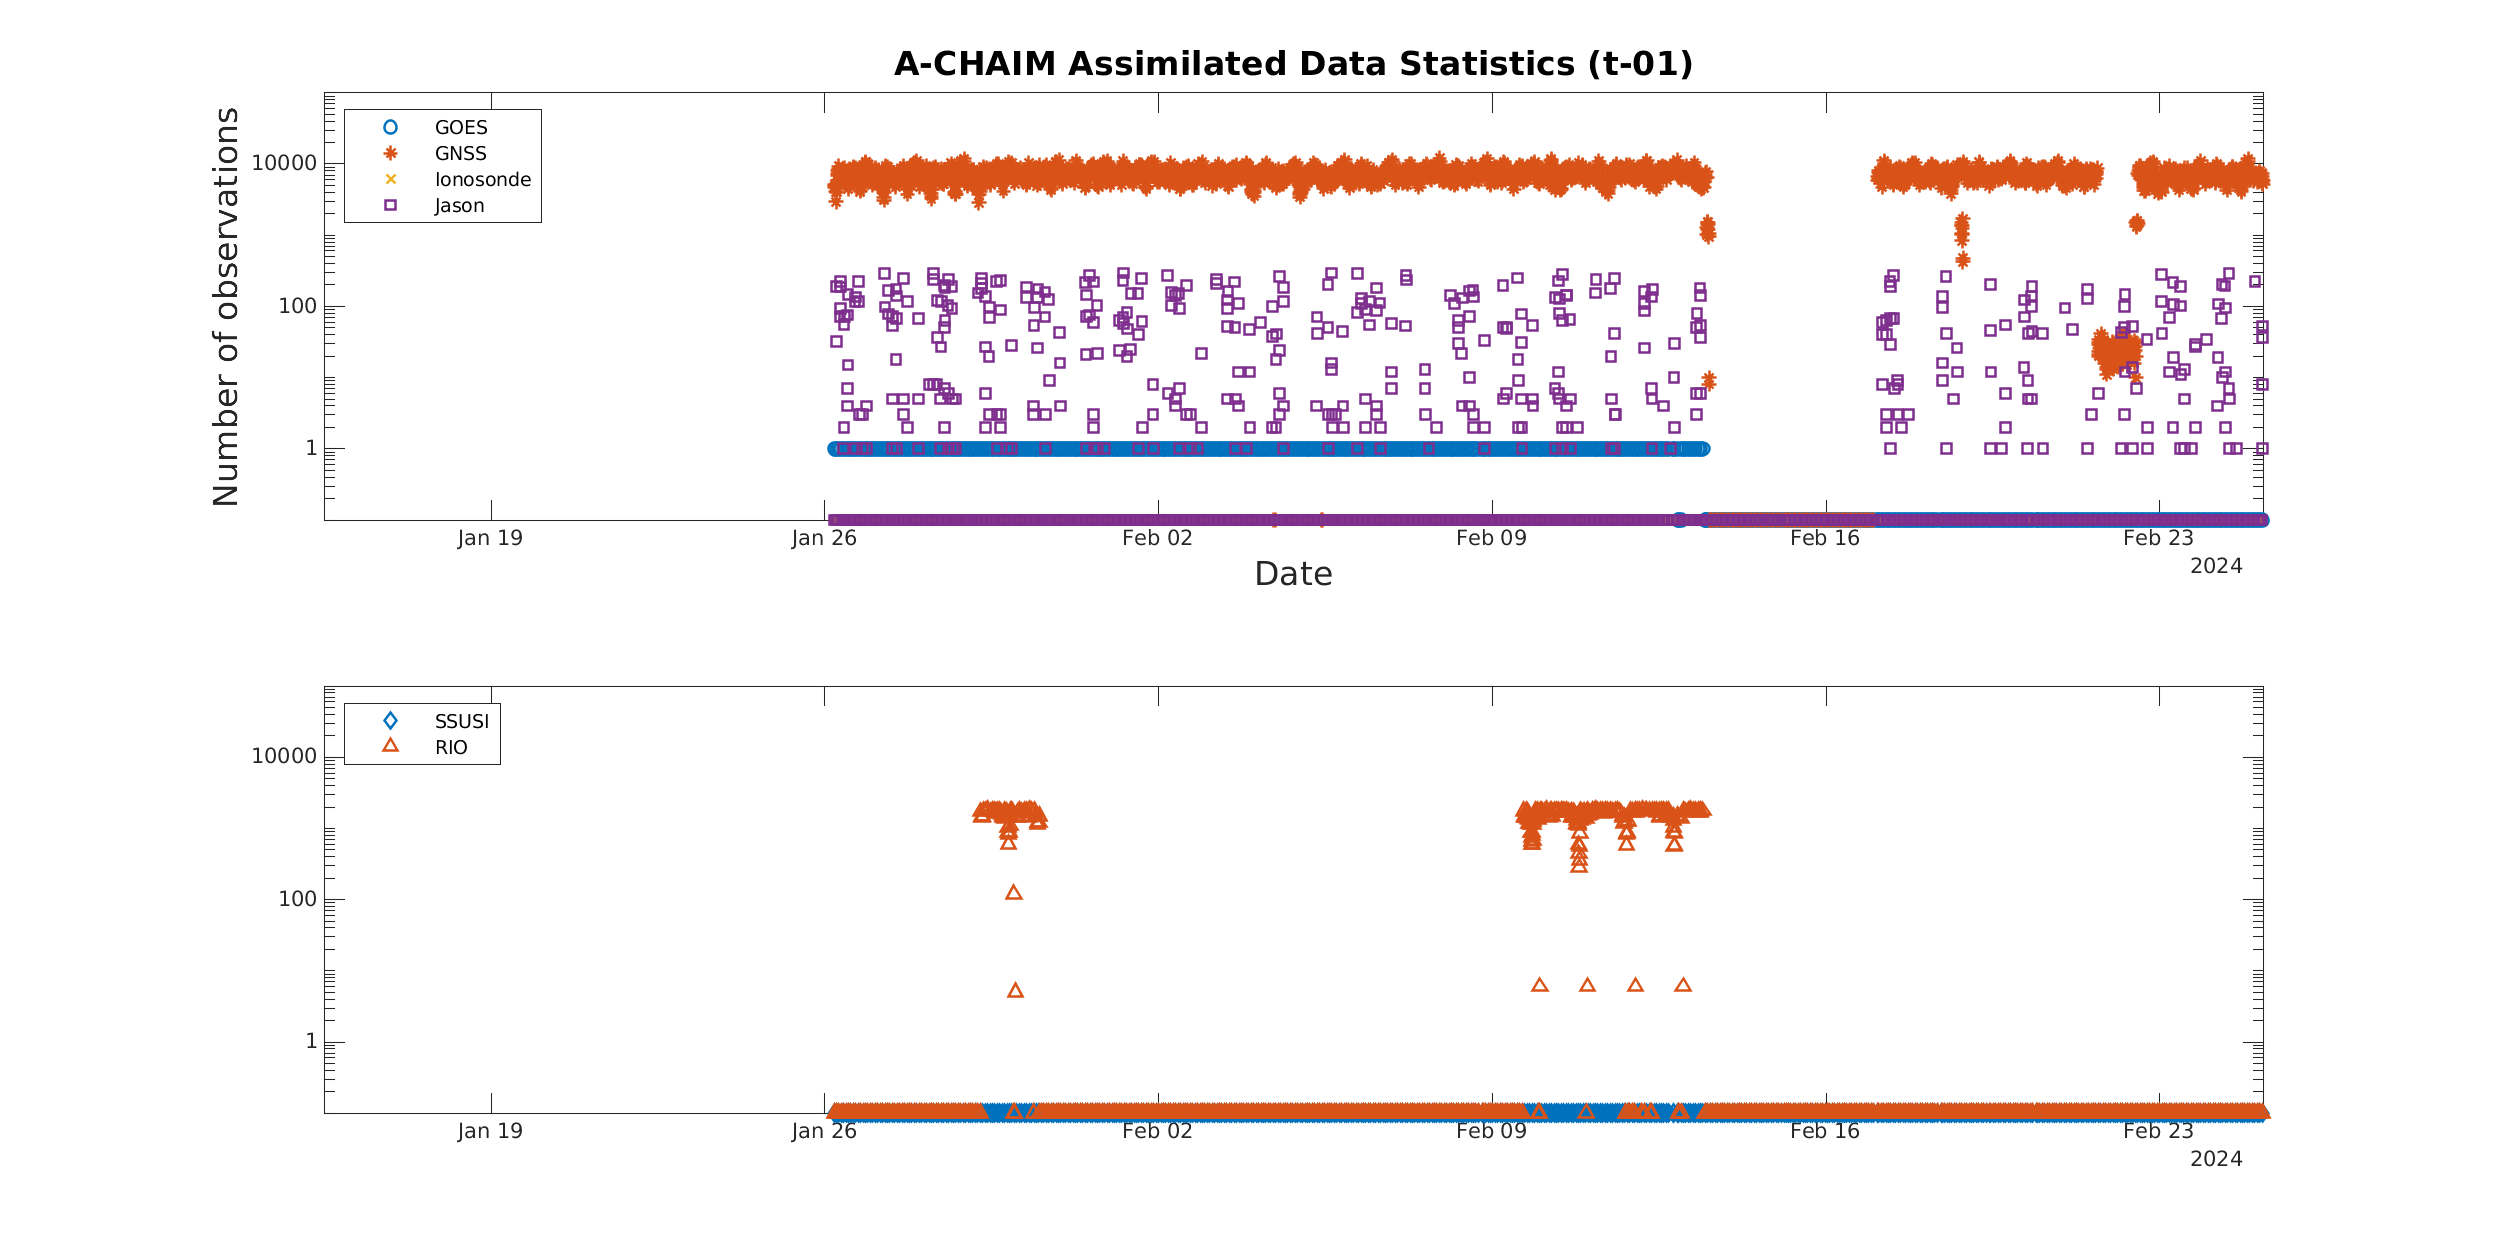 A-CHAIM Assimilated Data Statistics (t-01)
Number of observations
10000
100
1
GOES
GNSS
Ionosonde
Jason
Jan 19
Jan 26
Feb 02
Feb 09
Feb 16
Feb 23
2024
Date
10000
100
1
SSUSI
RIO
Jan 19
Jan 26
Feb 02
Feb 09
Feb 16
Feb 23
2024